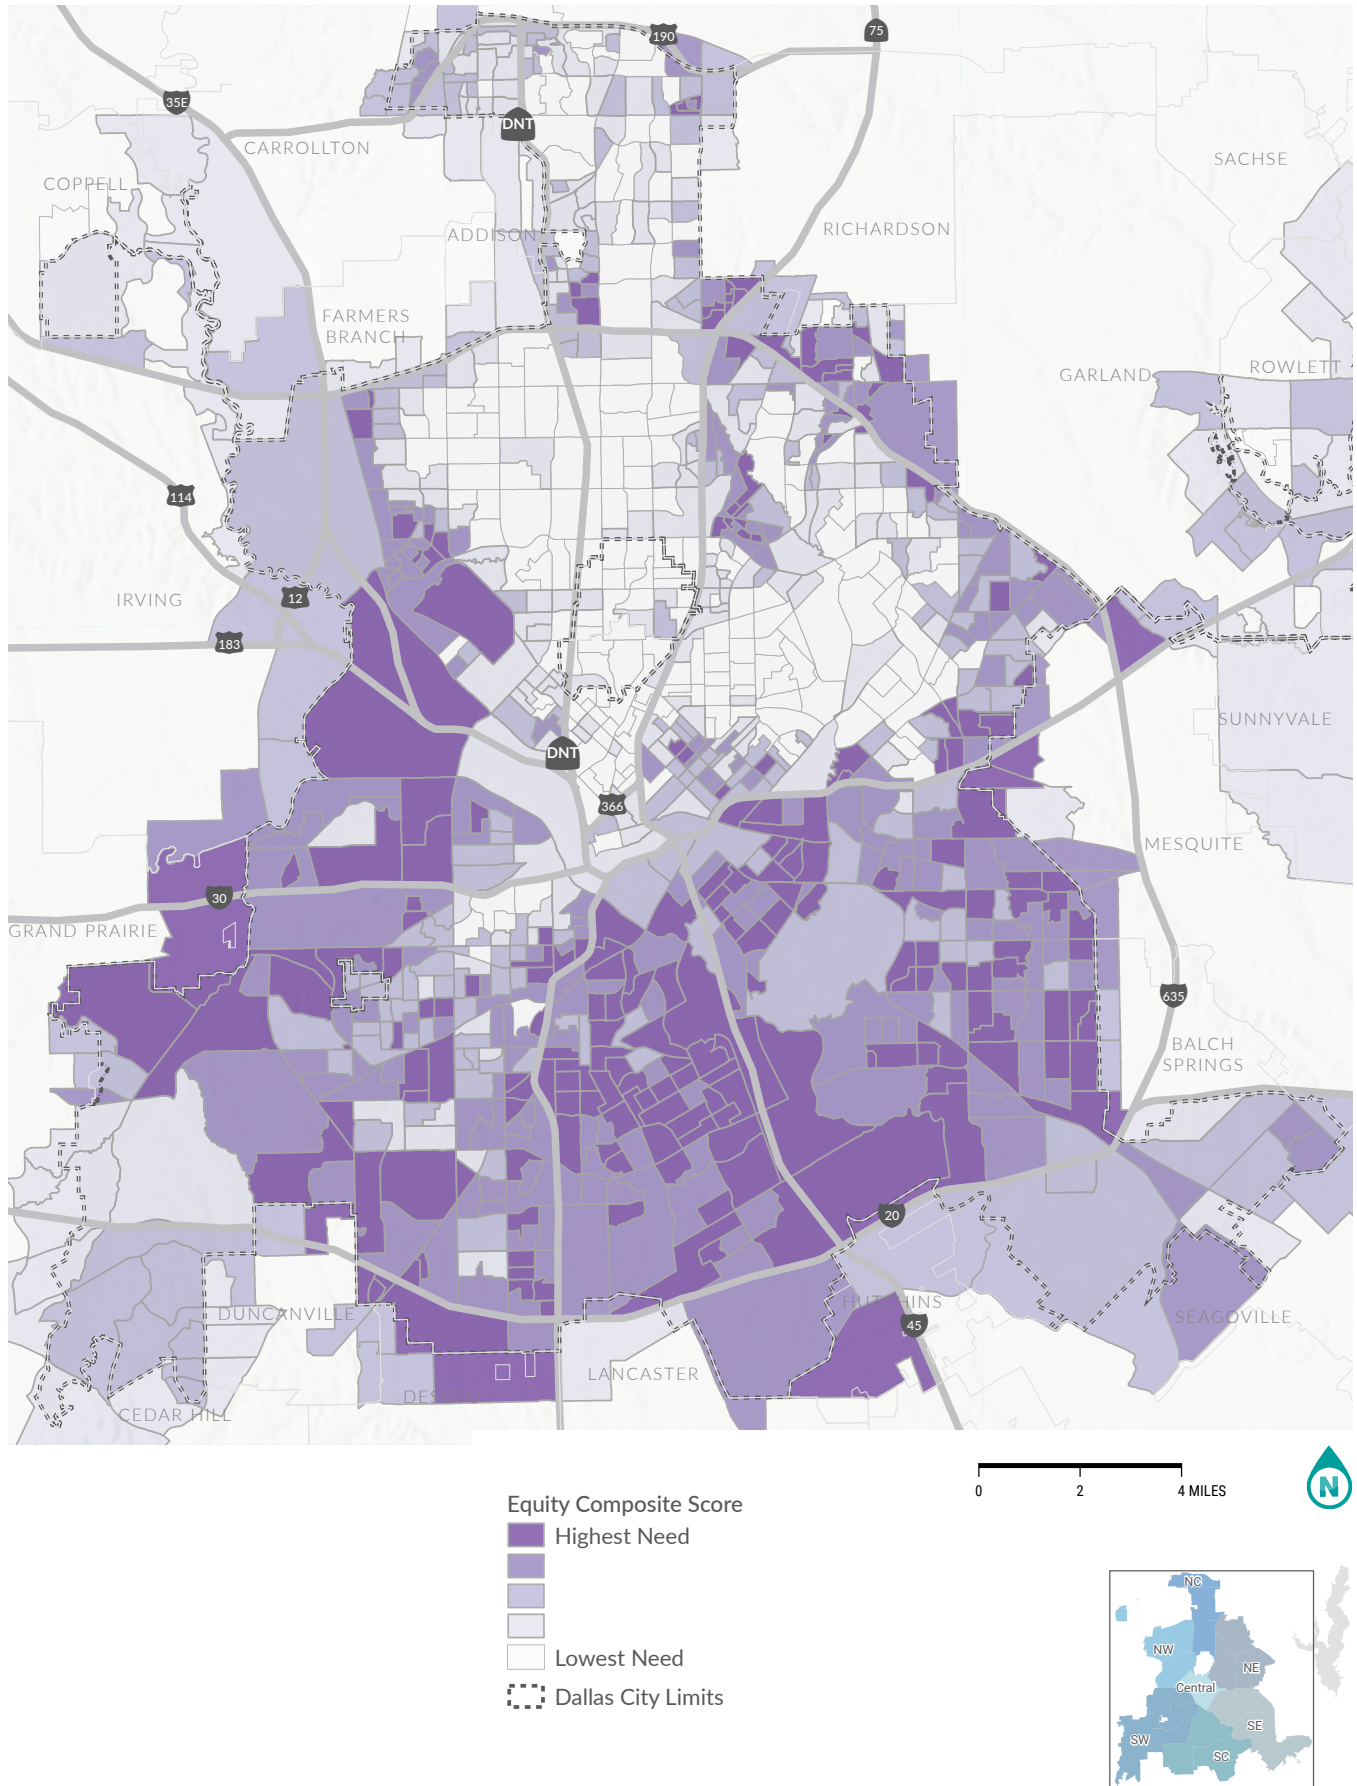 190
75
35E
DNT
CARROLLTON
SACHSE
COPPELL
ADDISON
RICHARDSON
FARMERS
BRANCH
GARLAND
ROWLETT
114
IRVING
12
183
SUNNYVALE
DNT
366
MESQUITE
30
GRAND PRAIRIE
635
BALCH
SPRINGS
20
HUTCHINS
DUNCANVILLE
45
SEAGOVILLE
LANCASTER
DES
CEDAR HILL
0 2 4 MILES
N
Equity Composite Score
Highest Need
Lowest Need
Dallas City Limits
NC
NW
NE
Central
SE
SW
SC